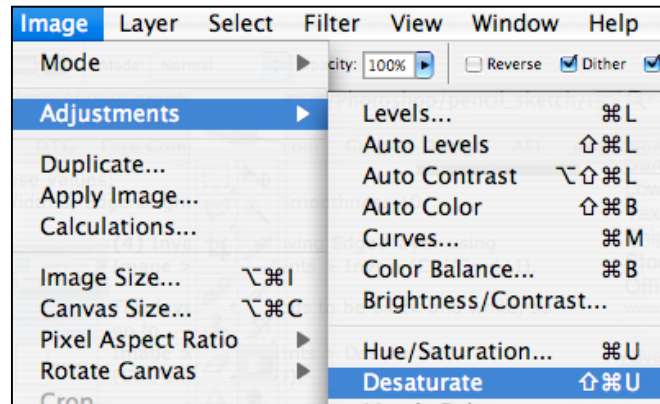 Image Layer Select Filter View Window Help
Mode
city: 100% Reverse Dither
Adjustments
Levels... ⌘L
Auto Levels ⇧⌘L
Duplicate...
Auto Contrast ⌥⇧⌘L
Apply Image...
Auto Color ⇧⌘B
Calculations...
Curves... ⌘M
Image Size... ⌥⌘I
Color Balance... ⌘B
Canvas Size... ⌥⌘C
Brightness/Contrast...
Pixel Aspect Ratio
Hue/Saturation... ⌘U
Rotate Canvas
Desaturate ⇧⌘U
Crop